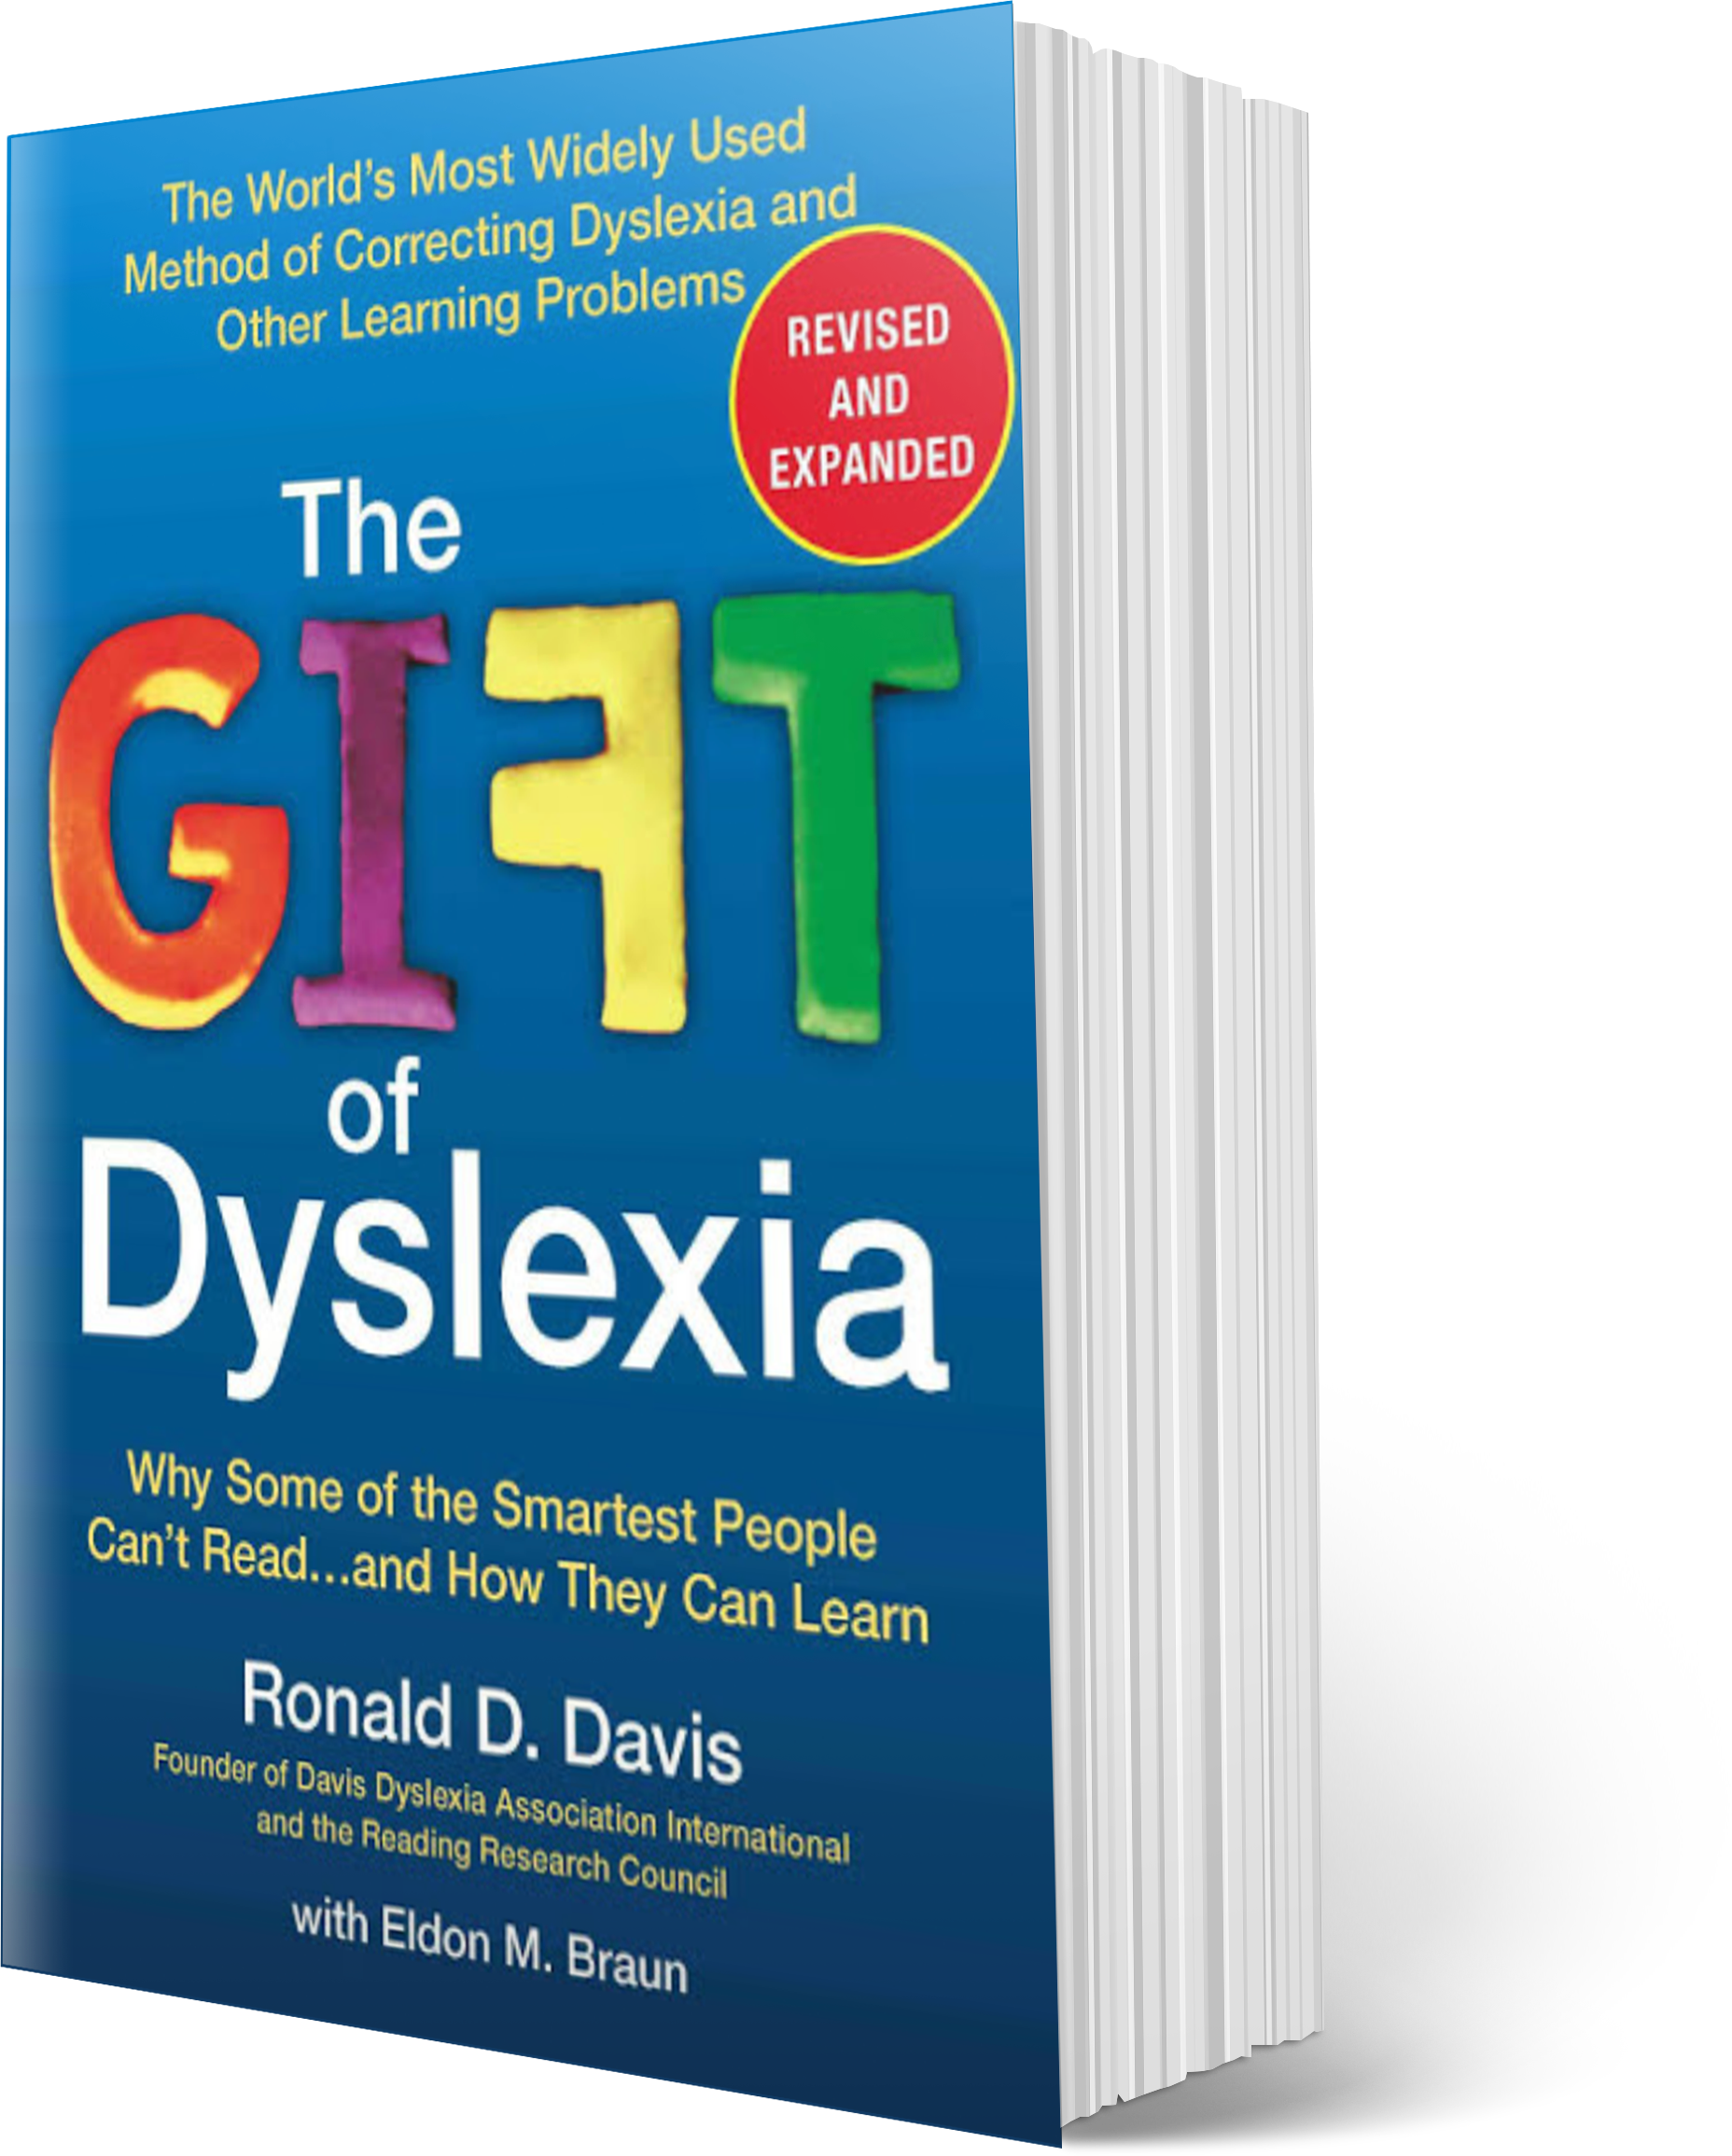 The World's Most Widely Used
Method of Correcting Dyslexia and
Other Learning Problems
REVISED
AND
EXPANDED
The
GIFT
of
Dyslexia
Why Some of the Smartest People
Can't Read...and How They Can Learn
Ronald D. Davis
Founder of Davis Dyslexia Association International
and the Reading Research Council
with Eldon M. Braun